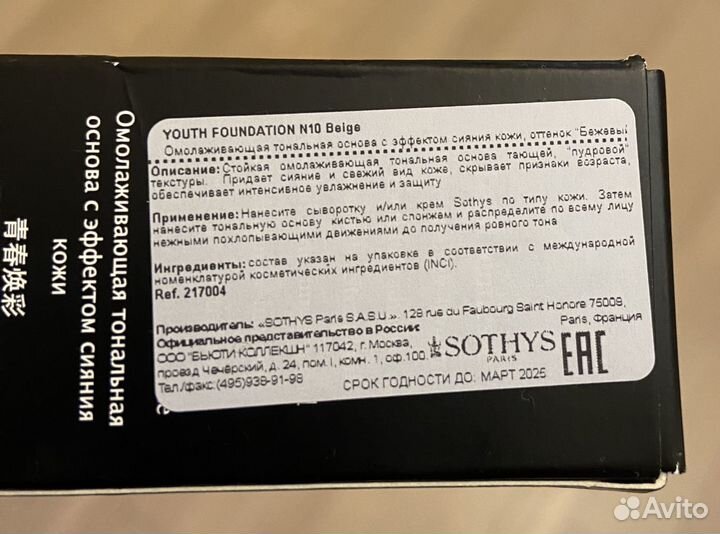 YOUTH FOUNDATION N10 Beige
Омолаживающая тональная основа с эффектом сияния кожи, оттенок "Бежевый
Описание: Стойкая омолаживающая тональная основа тающей, "пудровой"
текстуры. Придает сияние и свежий вид коже, скрывает признаки возраста,
обеспечивает интенсивное увлажнение и защиту
Применение: Нанесите сыворотку и/или крем Sothys по типу кожи. Затем
нанесите тональную основу кистью или спонжем и распределите по всему лицу
нежными похлопывающими движениями до получения ровного тона
Ингредиенты: состав указан на упаковке в соответствии с международной
номенклатурой косметических ингредиентов (INCI).
Ref. 217004
Производитель: «SOTHYS Paris S.A.S.U.». 128 rue du Faubourg Saint Honore 75008,
Paris, Франция
Официальное представительство в России:
ООО "БЬЮТИ КОЛЛЕКШН" 117042, г. Москва,
проезд Чечёрский, д. 24, пом. I, комн. 1, оф.100.
Тел./факс:(495)938-91-98
SOTHYS
PARIS
EAC
СРОК ГОДНОСТИ ДО: МАРТ 2025
Омолаживающая тональная
основа с эффектом сияния
кожи
青春焕彩
Avito